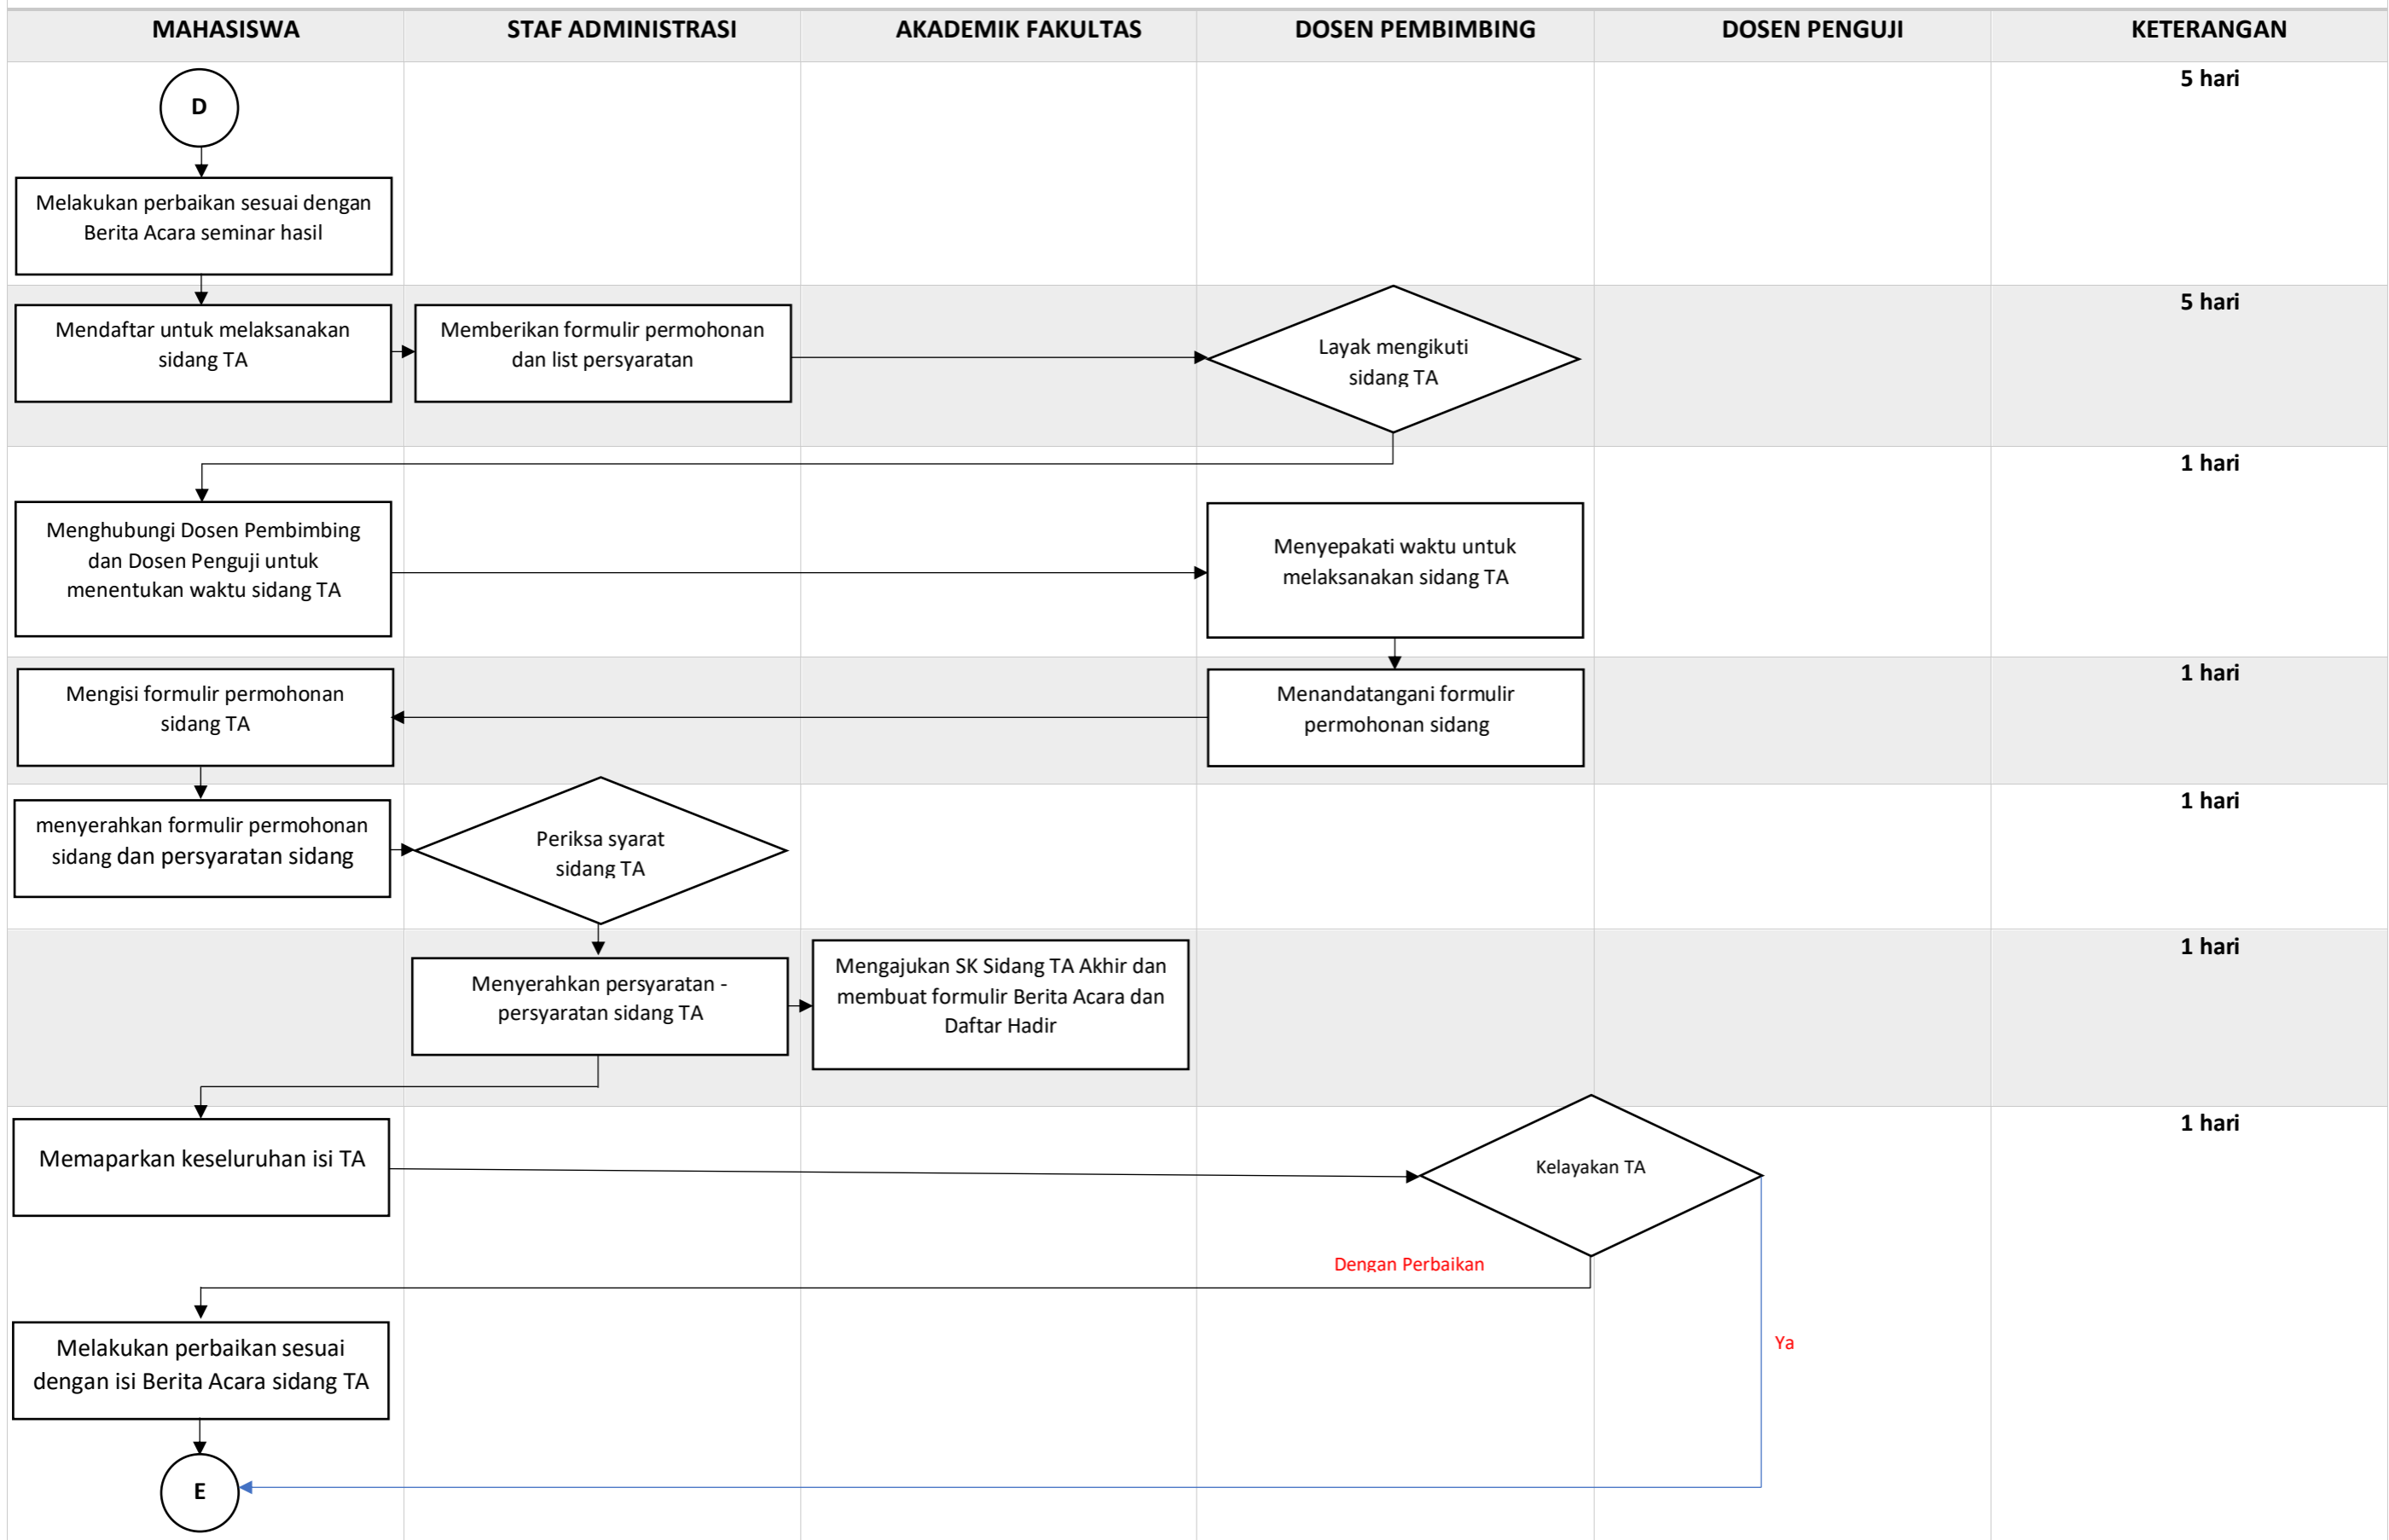 MAHASISWA
STAF ADMINISTRASI
AKADEMIK FAKULTAS
DOSEN PEMBIMBING
DOSEN PENGUJI
KETERANGAN
D
5 hari
Melakukan perbaikan sesuai dengan
Berita Acara seminar hasil
Mendaftar untuk melaksanakan
sidang TA
Memberikan formulir permohonan
dan list persyaratan
Layak mengikuti
sidang TA
5 hari
1 hari
Menghubungi Dosen Pembimbing
dan Dosen Penguji untuk
menentukan waktu sidang TA
Menyepakati waktu untuk
melaksanakan sidang TA
Mengisi formulir permohonan
sidang TA
Menandatangani formulir
permohonan sidang
1 hari
menyerahkan formulir permohonan
sidang dan persyaratan sidang
Periksa syarat
sidang TA
1 hari
Menyerahkan persyaratan -
persyaratan sidang TA
Mengajukan SK Sidang TA Akhir dan
membuat formulir Berita Acara dan
Daftar Hadir
1 hari
Memaparkan keseluruhan isi TA
Kelayakan TA
1 hari
Dengan Perbaikan
Ya
Melakukan perbaikan sesuai
dengan isi Berita Acara sidang TA
E